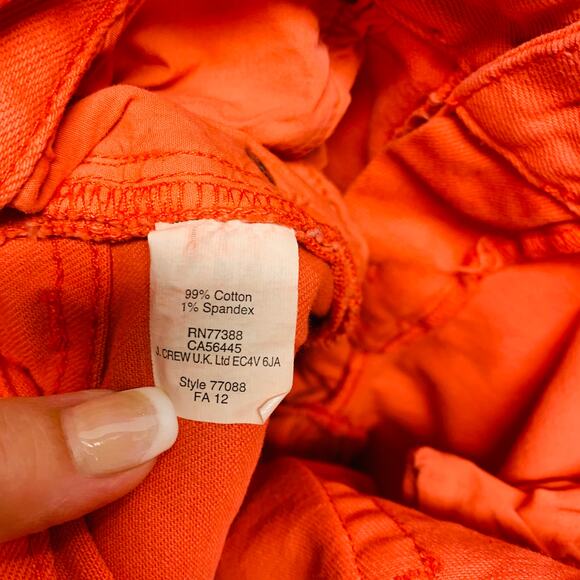 99% Cotton
1% Spandex
RN77388
CA56445
J.CREW U.K. Ltd EC4V 6JA
Style 77088
FA 12